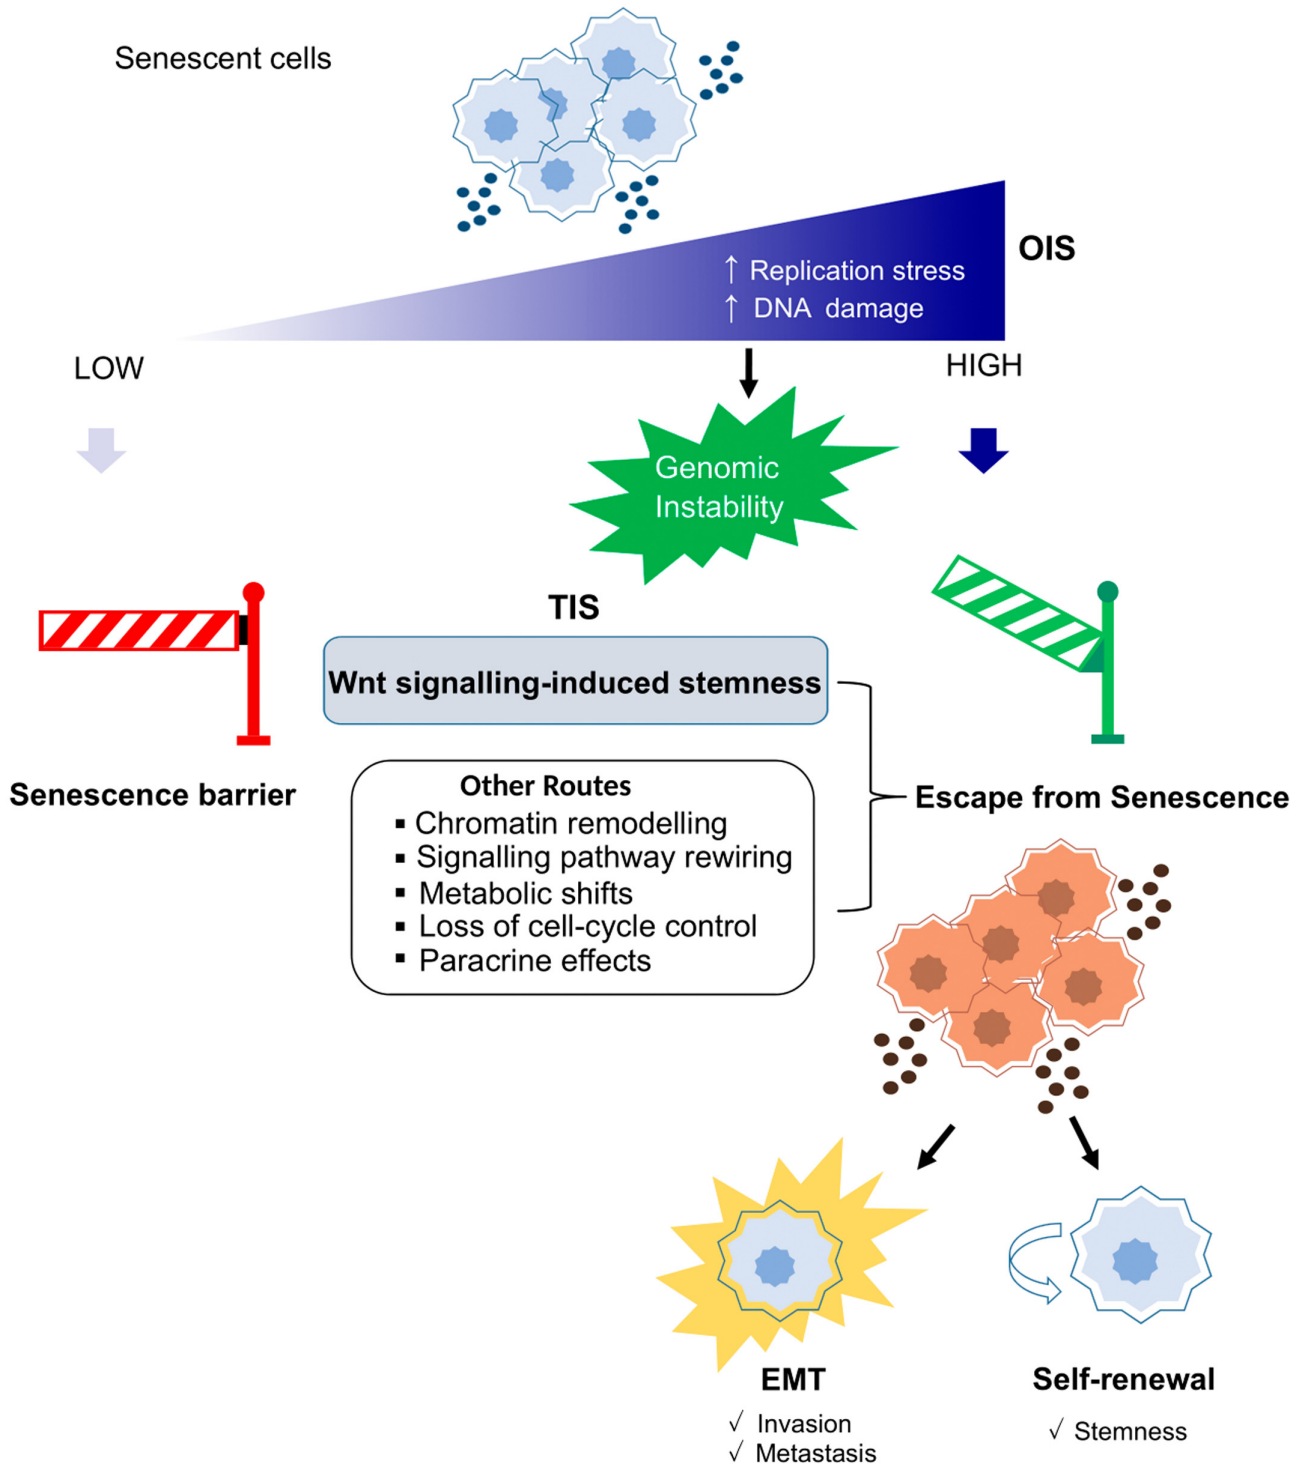 Senescent cells
OIS
↑ Replication stress
↑ DNA damage
LOW
HIGH
Genomic
Instability
TIS
Wnt signalling-induced stemness
Senescence barrier
Other Routes
▪ Chromatin remodelling
▪ Signalling pathway rewiring
▪ Metabolic shifts
▪ Loss of cell-cycle control
▪ Paracrine effects
Escape from Senescence
EMT
√ Invasion
√ Metastasis
Self-renewal
√ Stemness